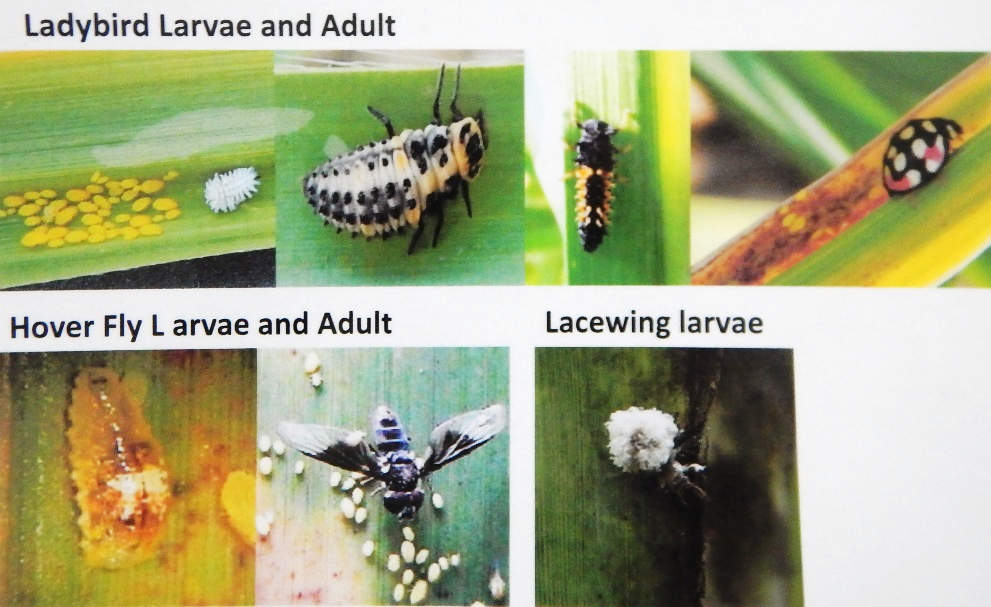 Ladybird Larvae and Adult
Hover Fly L arvae and Adult
Lacewing larvae